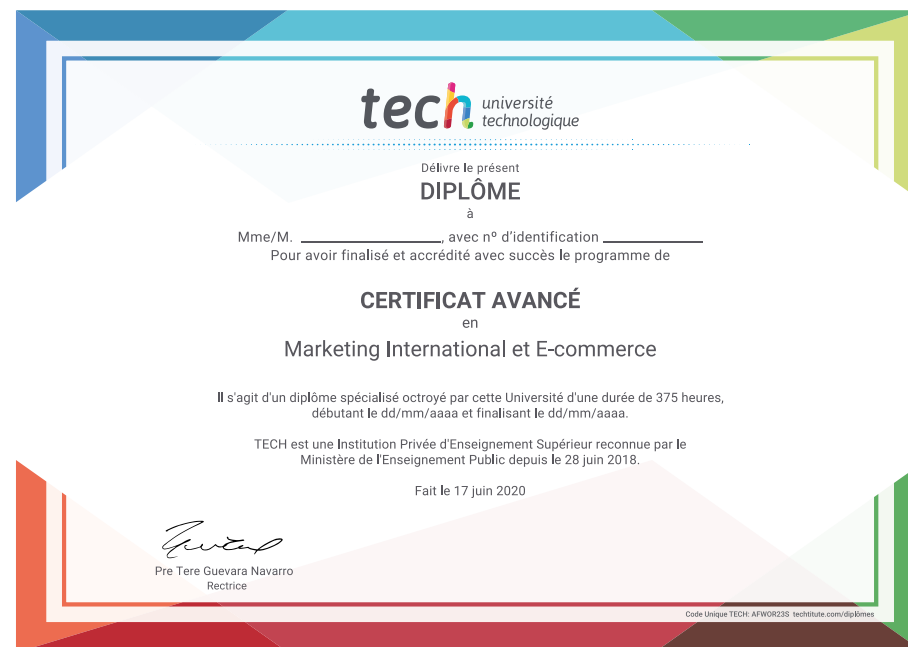 tech université
technologique
Délivre le présent
DIPLÔME
à
Mme/M. ____________________, avec nº d'identification ______________
Pour avoir finalisé et accrédité avec succès le programme de
CERTIFICAT AVANCÉ
en
Marketing International et E-commerce
Il s'agit d'un diplôme spécialisé octroyé par cette Université d'une durée de 375 heures,
débutant le dd/mm/aaaa et finalisant le dd/mm/aaaa.
TECH est une Institution Privée d'Enseignement Supérieur reconnue par le
Ministère de l'Enseignement Public depuis le 28 juin 2018.
Fait le 17 juin 2020
Pre Tere Guevara Navarro
Rectrice
Code Unique TECH: AFWOR23S techtitute.com/diplômes